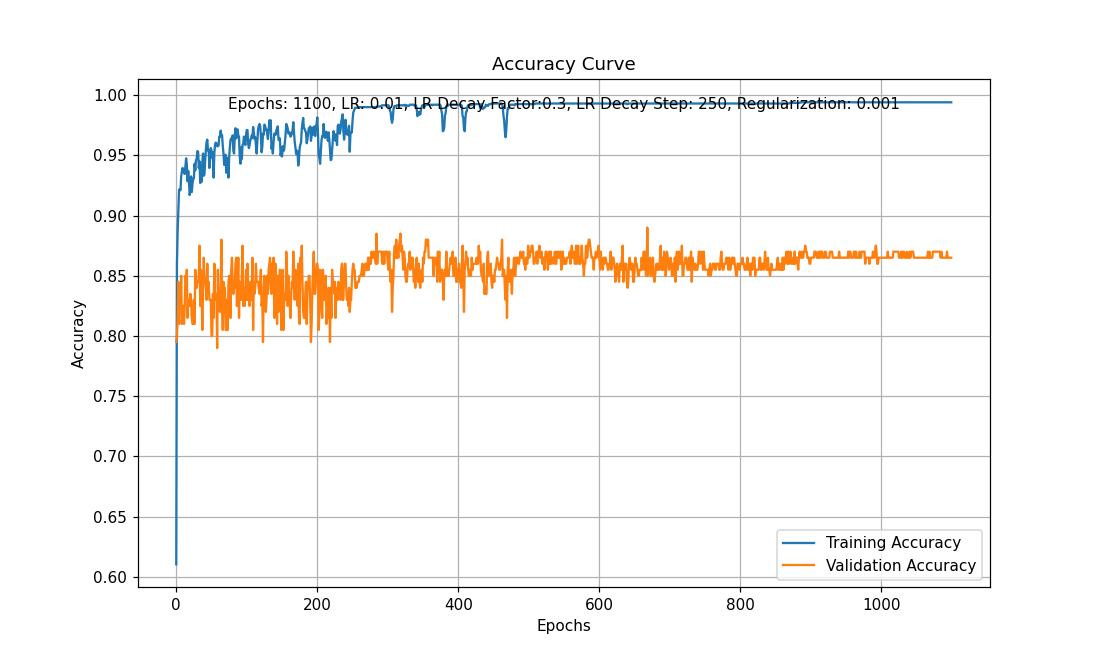 Accuracy Curve
Epochs: 1100, LR: 0.01, LR Decay Factor:0.3, LR Decay Step: 250, Regularization: 0.001
1.00
0.95
0.90
0.85
0.80
0.75
0.70
0.65
0.60
Accuracy
0 200 400 600 800 1000
Epochs
Training Accuracy
Validation Accuracy